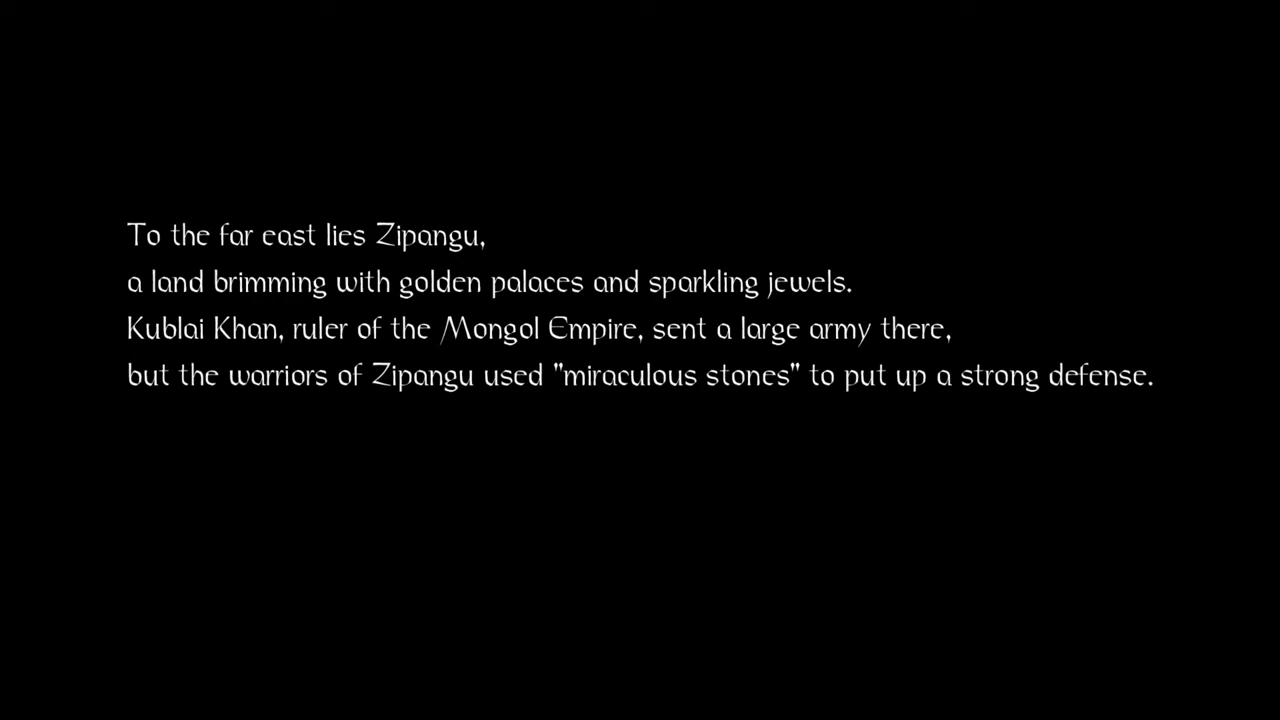 To the far east lies Zipangu,
a land brimming with golden palaces and sparkling jewels.
Kublai Khan, ruler of the Mongol Empire, sent a large army there,
but the warriors of Zipangu used "miraculous stones" to put up a strong defense.